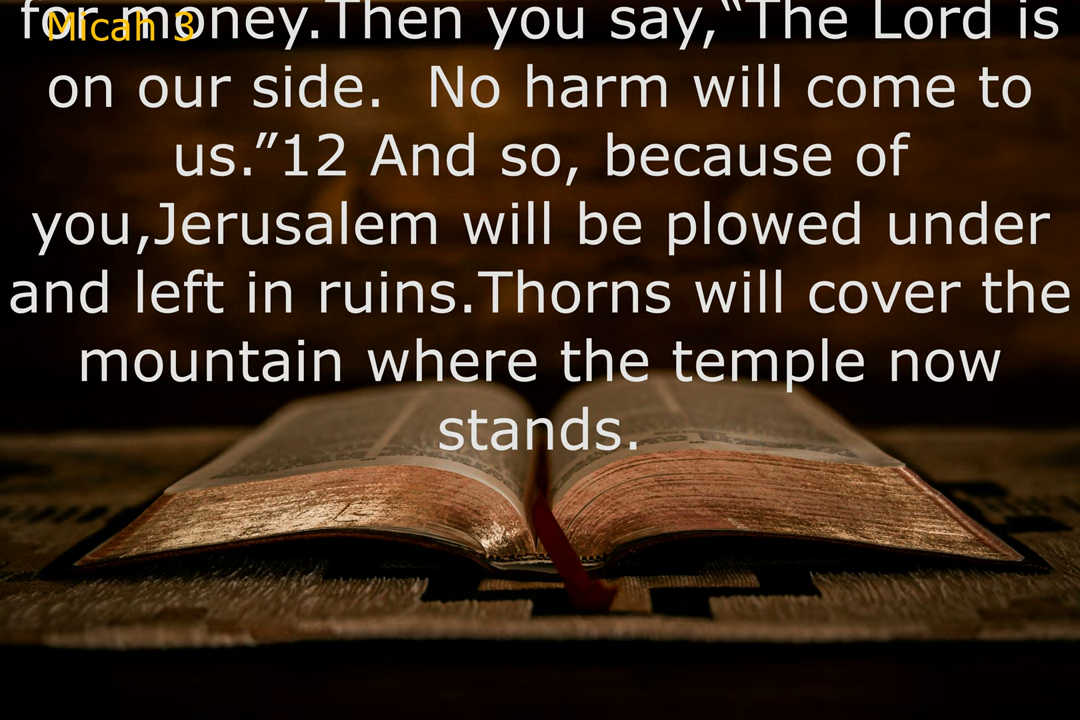 Micah 3
for money.Then you say,“The Lord is
on our side.  No harm will come to
us.”12 And so, because of
you,Jerusalem will be plowed under
and left in ruins.Thorns will cover the
mountain where the temple now
stands.